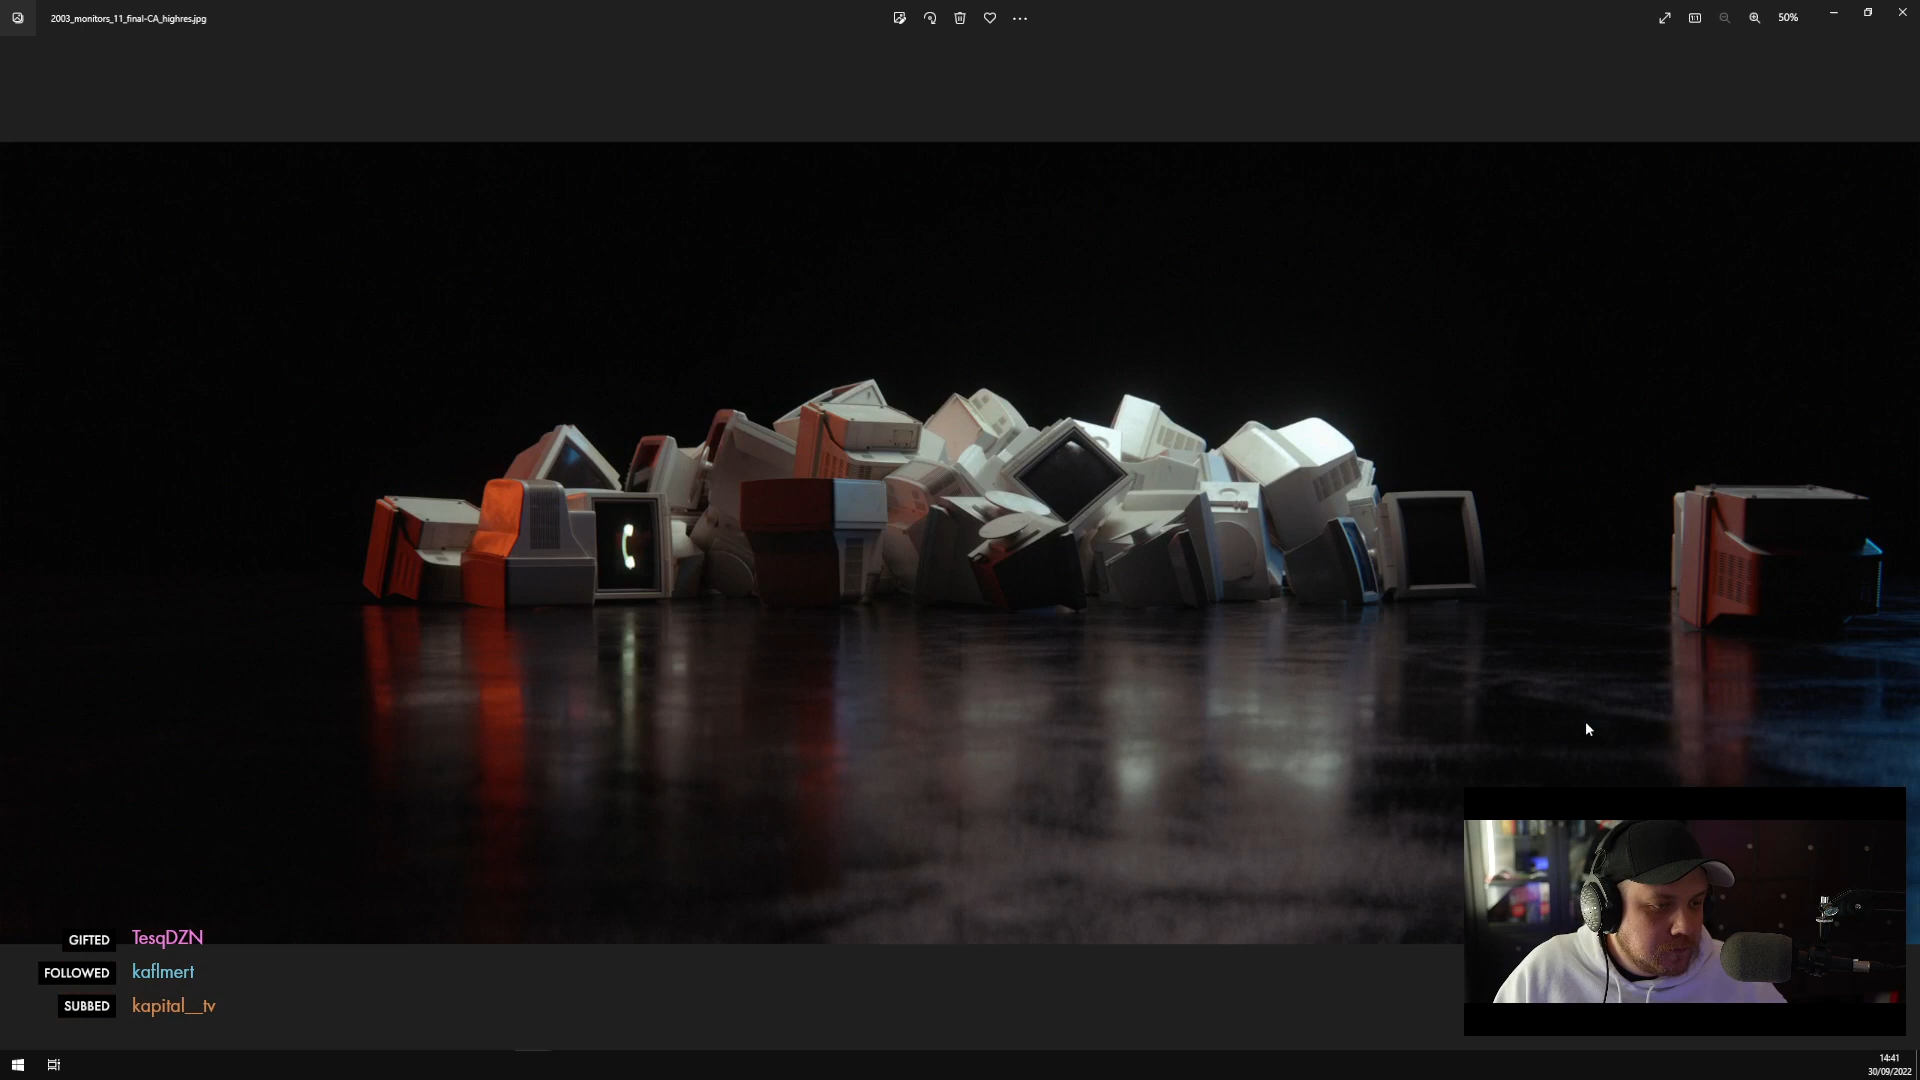 2003_monitors_11_final-CA_highres.jpg
50%
GIFTED TesqDZN
FOLLOWED kaflmert
SUBBED kapital__tv
14:41
30/09/2022